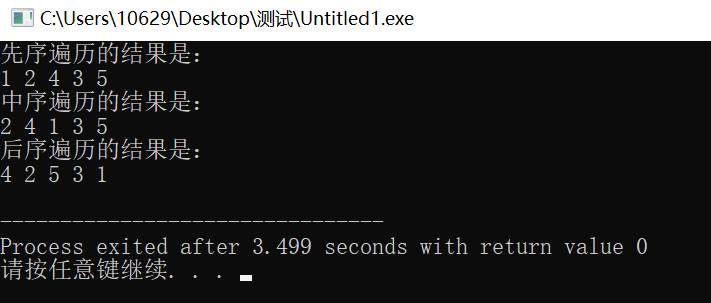 C:\Users\10629\Desktop\测试\Untitled1.exe
先序遍历的结果是:
1 2 4 3 5
中序遍历的结果是:
2 4 1 3 5
后序遍历的结果是:
4 2 5 3 1
--------------------------------
Process exited after 3.499 seconds with return value 0
请按任意键继续. . .